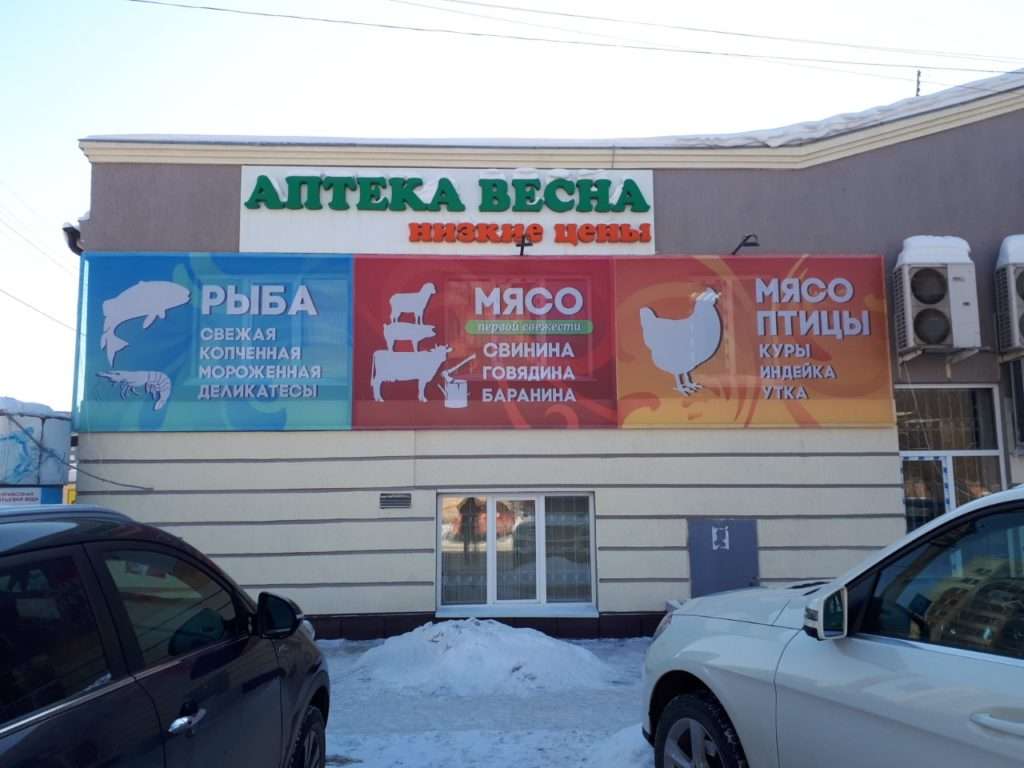 АПТЕКА ВЕСНА
низкие цены
РЫБА
СВЕЖАЯ
КОПЧЕННАЯ
МОРОЖЕННАЯ
ДЕЛИКАТЕСЫ
МЯСО
первой свежести
СВИНИНА
ГОВЯДИНА
БАРАНИНА
МЯСО
ПТИЦЫ
КУРЫ
ИНДЕЙКА
УТКА